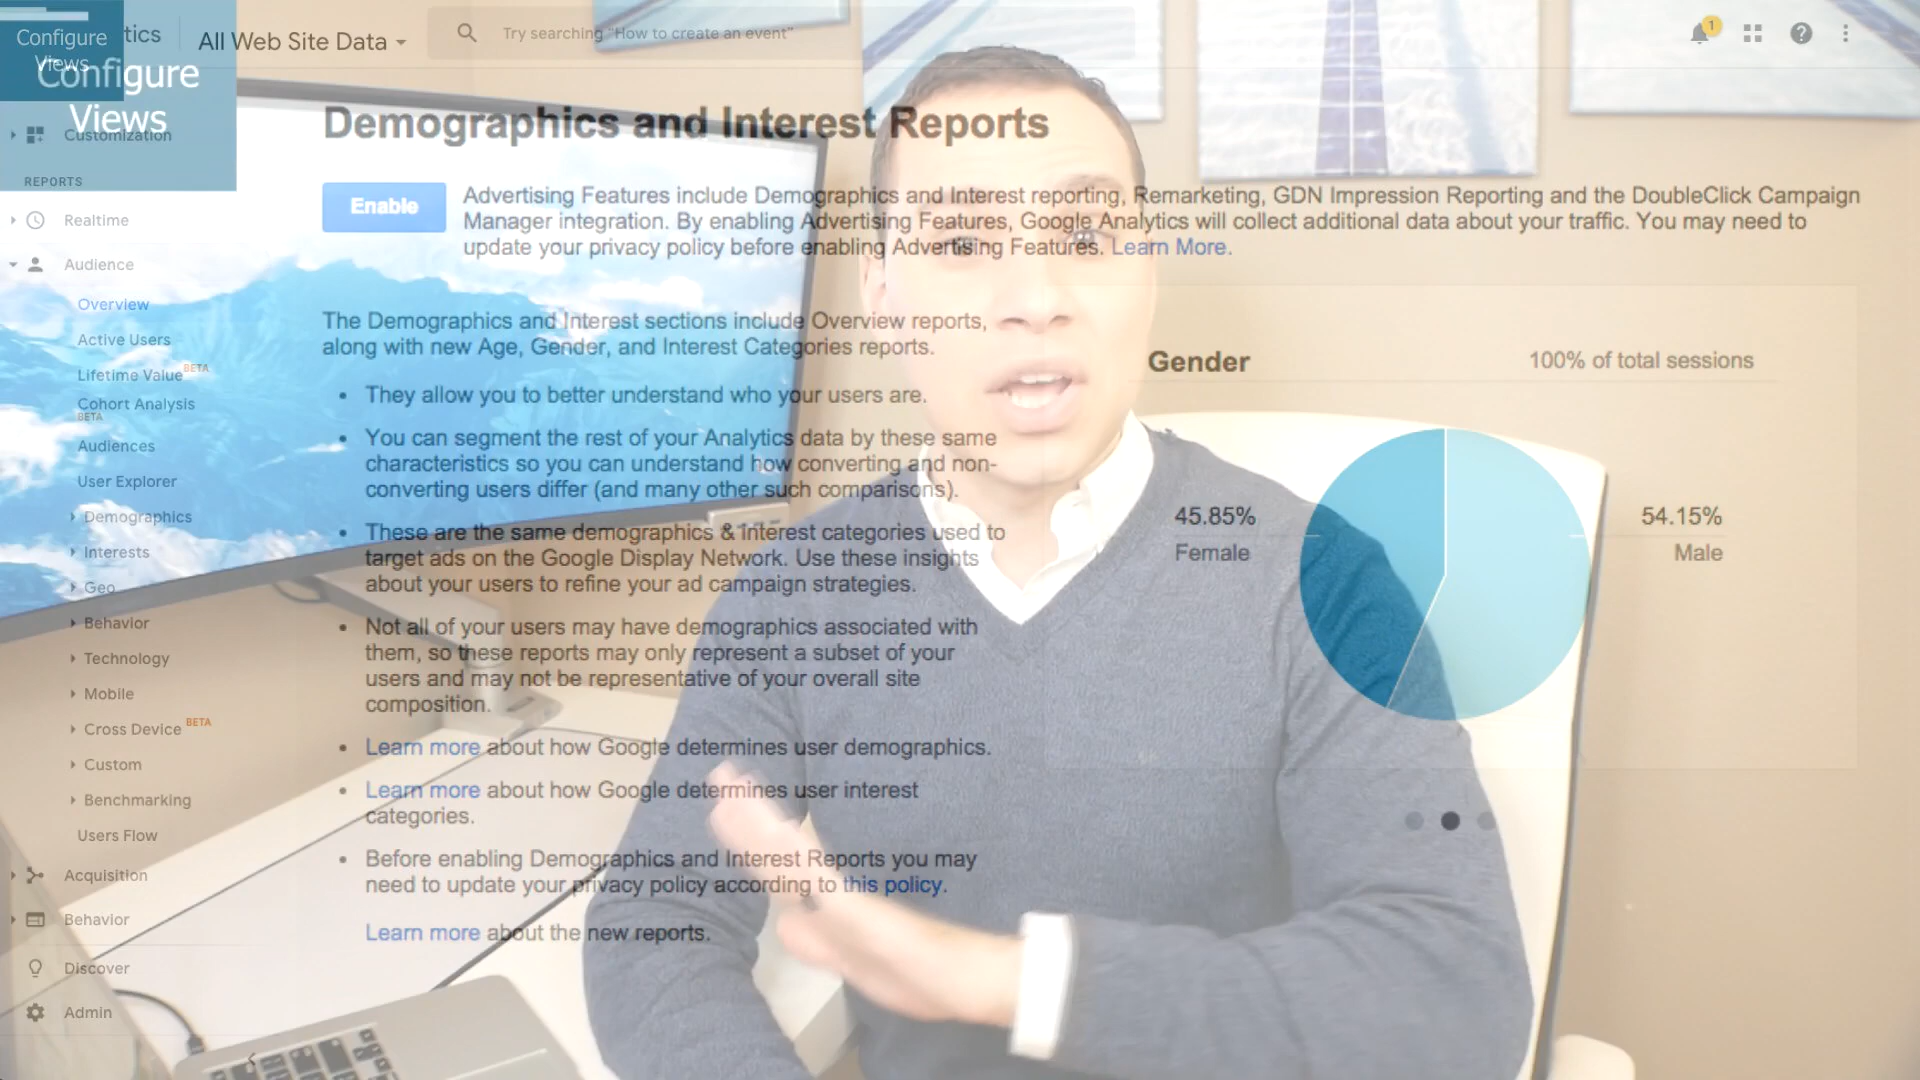 Configure
Views
Configure
Views
tics
All Web Site Data
Try searching "How to create an event"
1
Customization
REPORTS
Realtime
Audience
Overview
Active Users
Lifetime Value BETA
Cohort Analysis
BETA
Audiences
User Explorer
Demographics
Interests
Geo
Behavior
Technology
Mobile
Cross Device BETA
Custom
Benchmarking
Users Flow
Acquisition
Behavior
Discover
Admin
Demographics and Interest Reports
Enable
Advertising Features include Demographics and Interest reporting, Remarketing, GDN Impression Reporting and the DoubleClick Campaign
Manager integration. By enabling Advertising Features, Google Analytics will collect additional data about your traffic. You may need to
update your privacy policy before enabling Advertising Features. Learn More.
The Demographics and Interest sections include Overview reports,
along with new Age, Gender, and Interest Categories reports.
• They allow you to better understand who your users are.
• You can segment the rest of your Analytics data by these same
characteristics so you can understand how converting and non-
converting users differ (and many other such comparisons).
• These are the same demographics & interest categories used to
target ads on the Google Display Network. Use these insights
about your users to refine your ad campaign strategies.
• Not all of your users may have demographics associated with
them, so these reports may only represent a subset of your
users and may not be representative of your overall site
composition.
• Learn more about how Google determines user demographics.
• Learn more about how Google determines user interest
categories.
• Before enabling Demographics and Interest Reports you may
need to update your privacy policy according to this policy.
Learn more about the new reports.
Gender
100% of total sessions
45.85%
Female
54.15%
Male